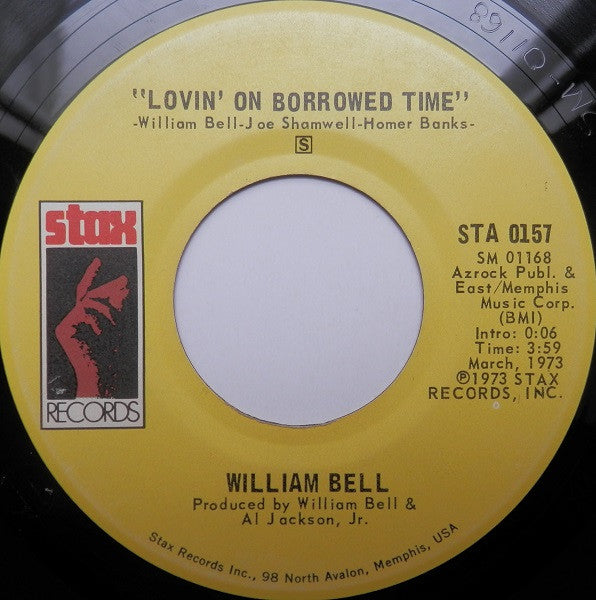 "LOVIN' ON BORROWED TIME"
-William Bell-Joe Shamwell-Homer Banks-
S
stax
RECORDS
STA 0157
SM 01168
Azrock Publ. &
East/Memphis
Music Corp.
(BMI)
Intro: 0:06
Time: 3:59
March, 1973
℗1973 STAX
RECORDS, INC.
WILLIAM BELL
Produced by William Bell &
Al Jackson, Jr.
Stax Records Inc., 98 North Avalon, Memphis, USA
SM-01168